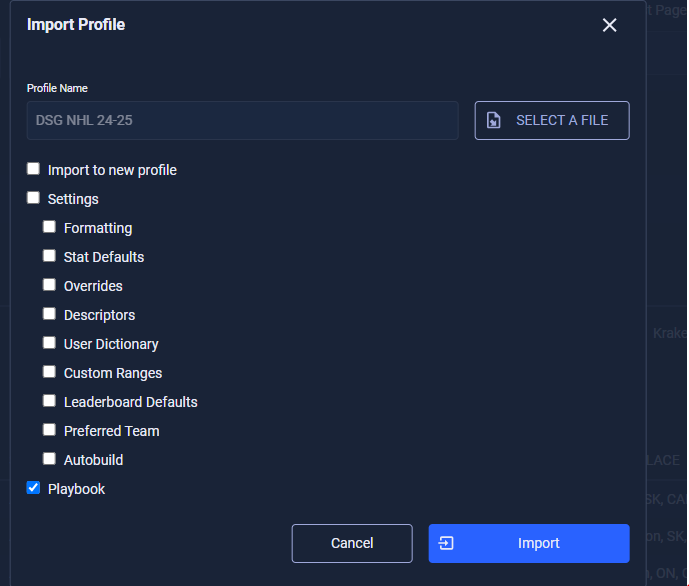 Import Profile
t Page
Profile Name
DSG NHL 24-25
SELECT A FILE
Import to new profile
Settings
Formatting
Stat Defaults
Overrides
Descriptors
Krake
User Dictionary
Custom Ranges
Leaderboard Defaults
Preferred Team
Autobuild
LACE
Playbook
SK, CA
on, SK,
Cancel
Import
, ON, C